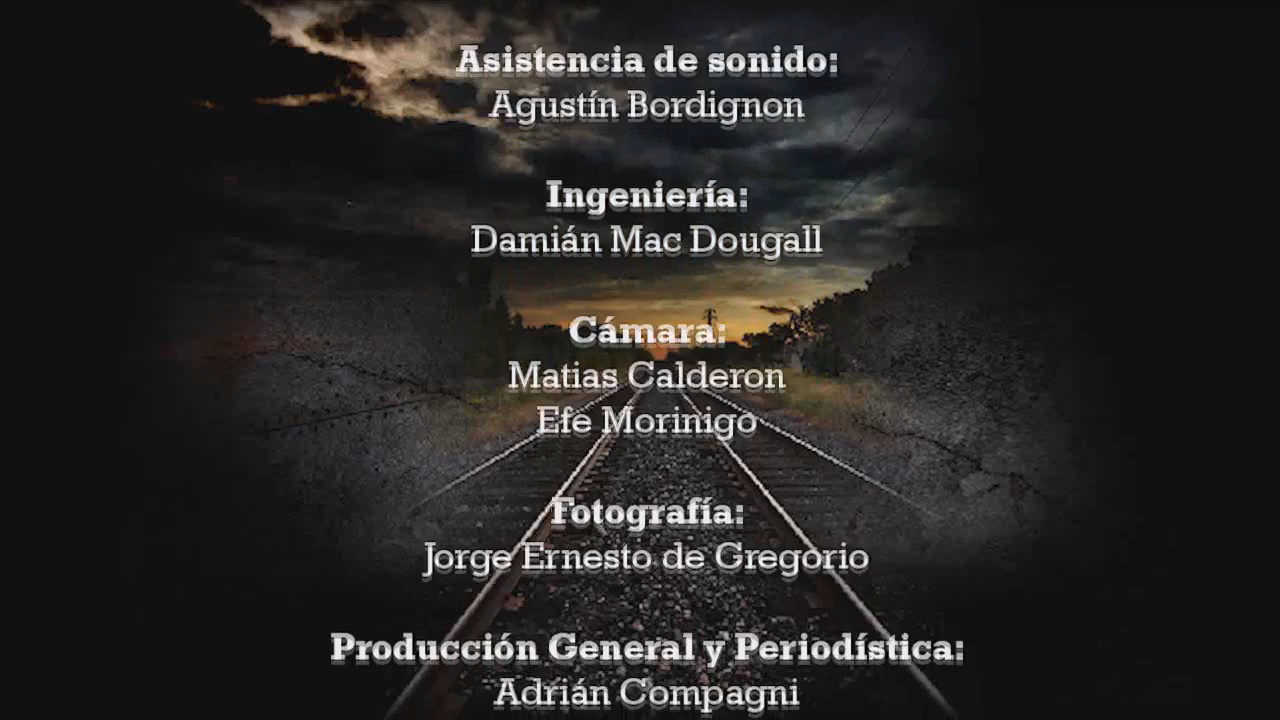 Asistencia de sonido:
Agustín Bordignon
Ingeniería:
Damián Mac Dougall
Cámara:
Matias Calderon
Efe Morinigo
Fotografía:
Jorge Ernesto de Gregorio
Producción General y Periodística:
Adrián Compagni